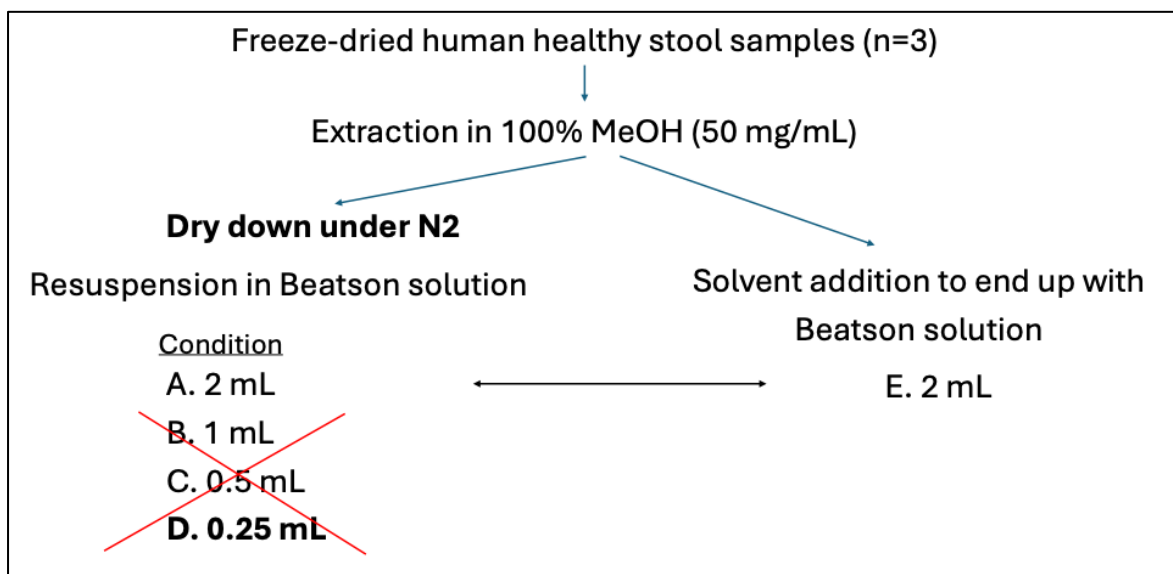 Freeze-dried human healthy stool samples (n=3)
Extraction in 100% MeOH (50 mg/mL)
Dry down under N2
Resuspension in Beatson solution
Condition
A. 2 mL
B. 1 mL
C. 0.5 mL
D. 0.25 mL
Solvent addition to end up with
Beatson solution
E. 2 mL